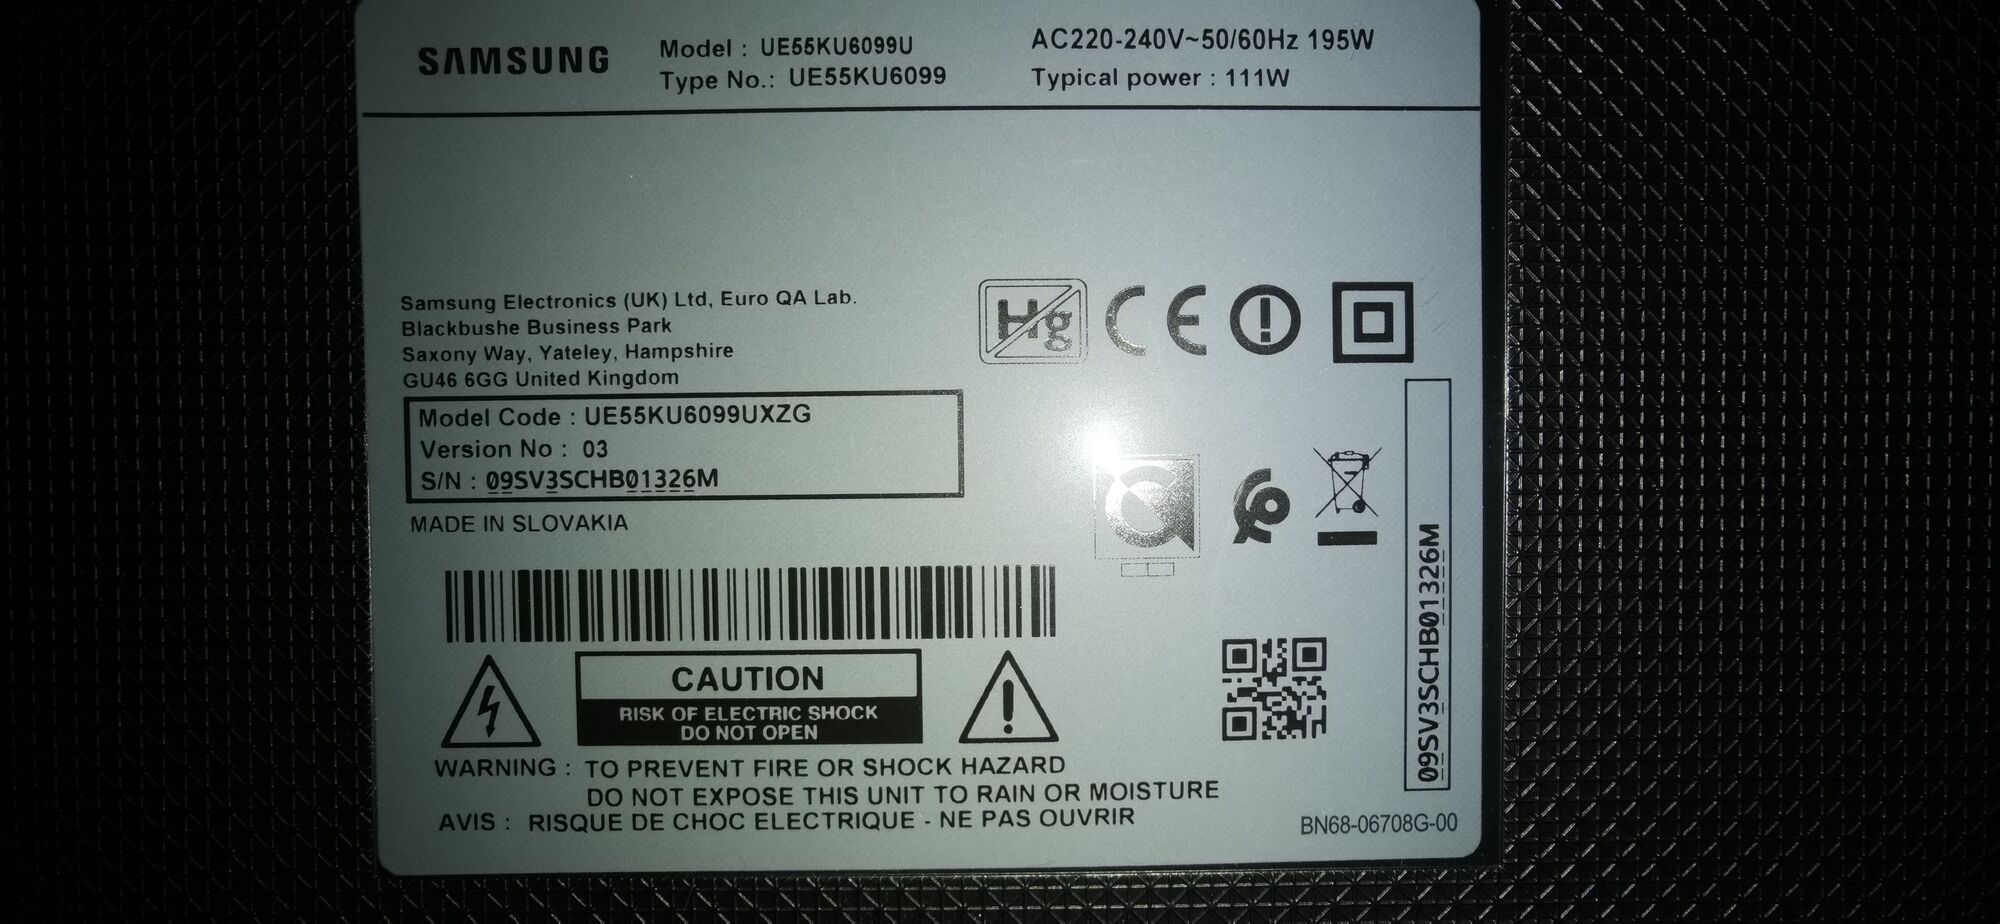 SAMSUNG
Model : UE55KU6099U
Type No.: UE55KU6099
AC220-240V~50/60Hz 195W
Typical power : 111W
Samsung Electronics (UK) Ltd, Euro QA Lab.
Blackbushe Business Park
Saxony Way, Yateley, Hampshire
GU46 6GG United Kingdom
Hg
CE
Model Code : UE55KU6099UXZG
Version No : 03
S/N : 09SV3SCHB01326M
MADE IN SLOVAKIA
09SV3SCHB01326M
CAUTION
RISK OF ELECTRIC SHOCK
DO NOT OPEN
WARNING : TO PREVENT FIRE OR SHOCK HAZARD
DO NOT EXPOSE THIS UNIT TO RAIN OR MOISTURE
AVIS : RISQUE DE CHOC ELECTRIQUE - NE PAS OUVRIR
BN68-06708G-00